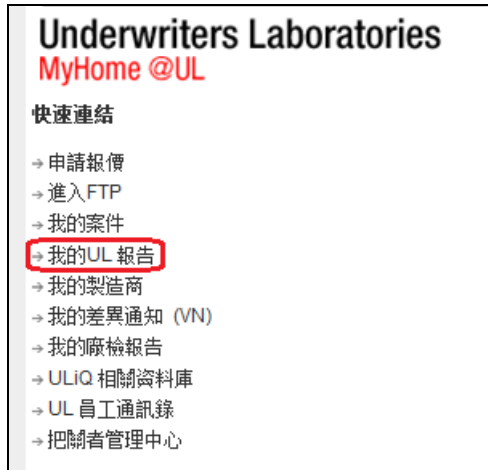 Underwriters Laboratories
MyHome @UL
快速連結
→申請報價
→進入FTP
→我的案件
→我的UL 報告
→我的製造商
→我的差異通知 (VN)
→我的廠檢報告
→ULiQ 相關資料庫
→UL 員工通訊錄
→把關者管理中心